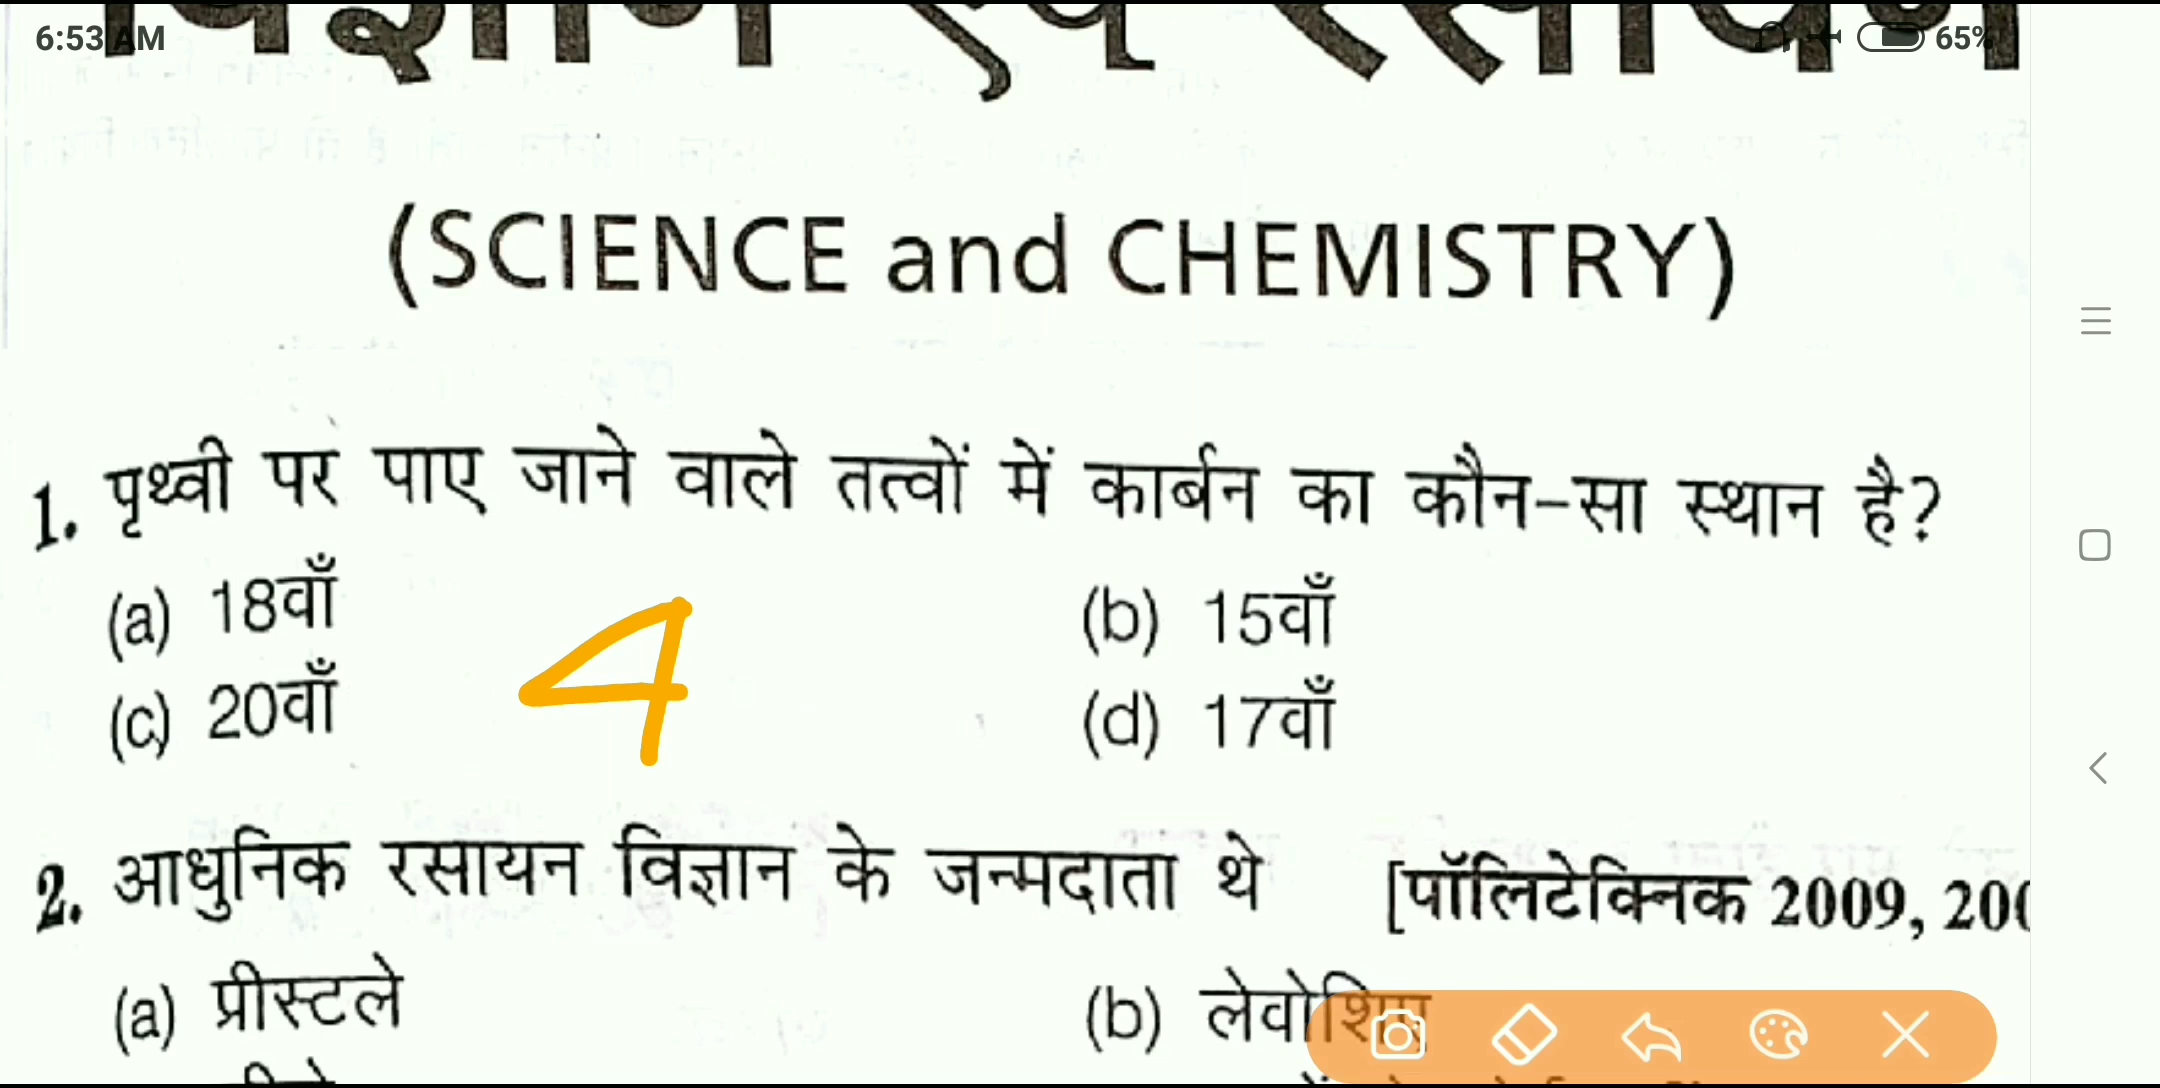 6:53 AM
65%
(SCIENCE and CHEMISTRY)
1. पृथ्वी पर पाए जाने वाले तत्वों में कार्बन का कौन-सा स्थान है?
(a) 18वाँ (b) 15वाँ
4
(c) 20वाँ (d) 17वाँ
2. आधुनिक रसायन विज्ञान के जन्मदाता थे [पॉलिटेक्निक 2009, 200
(a) प्रीस्टले (b) लेवोशिए